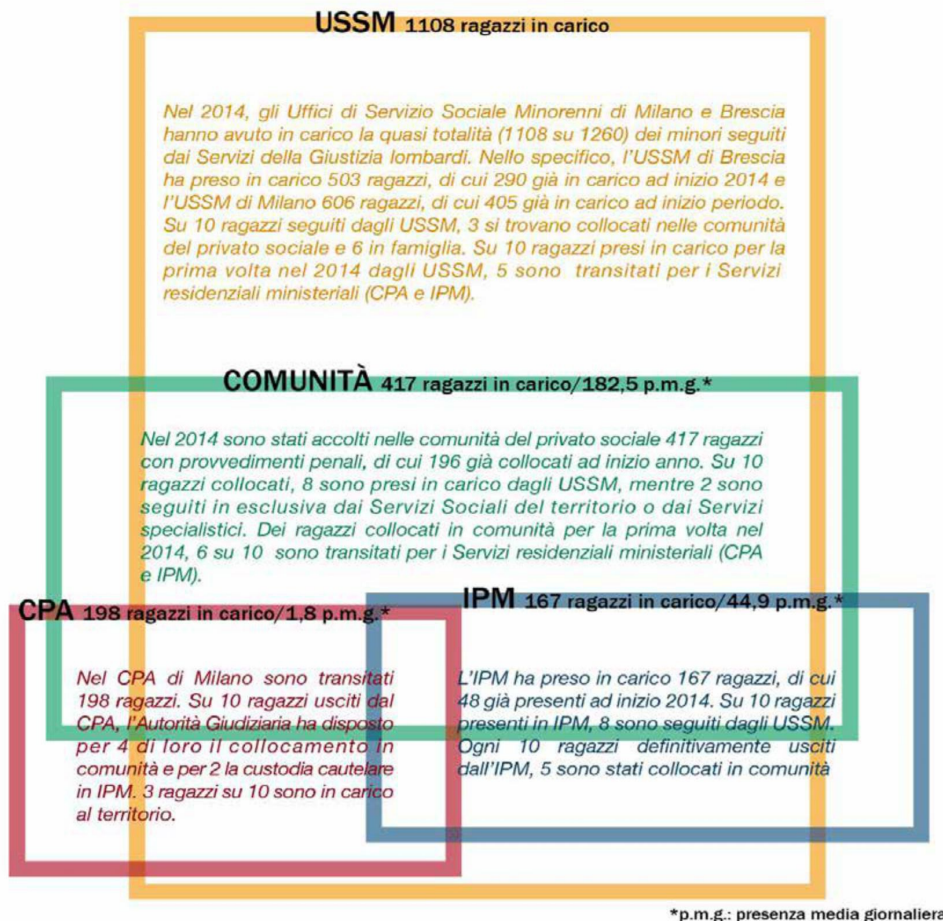 USSM 1108 ragazzi in carico
Nel 2014, gli Uffici di Servizio Sociale Minorenni di Milano e Brescia
hanno avuto in carico la quasi totalità (1108 su 1260) dei minori seguiti
dai Servizi della Giustizia lombardi. Nello specifico, l'USSM di Brescia
ha preso in carico 503 ragazzi, di cui 290 già in carico ad inizio 2014 e
l'USSM di Milano 606 ragazzi, di cui 405 già in carico ad inizio periodo.
Su 10 ragazzi seguiti dagli USSM, 3 si trovano collocati nelle comunità
del privato sociale e 6 in famiglia. Su 10 ragazzi presi in carico per la
prima volta nel 2014 dagli USSM, 5 sono transitati per i Servizi
residenziali ministeriali (CPA e IPM).
COMUNITÀ 417 ragazzi in carico/182,5 p.m.g.*
Nel 2014 sono stati accolti nelle comunità del privato sociale 417 ragazzi
con provvedimenti penali, di cui 196 già collocati ad inizio anno. Su 10
ragazzi collocati, 8 sono presi in carico dagli USSM, mentre 2 sono
seguiti in esclusiva dai Servizi Sociali del territorio o dai Servizi
specialistici. Dei ragazzi collocati in comunità per la prima volta nel
2014, 6 su 10 sono transitati per i Servizi residenziali ministeriali (CPA
e IPM).
CPA 198 ragazzi in carico/1,8 p.m.g.*
Nel CPA di Milano sono transitati
198 ragazzi. Su 10 ragazzi usciti dal
CPA, l'Autorità Giudiziaria ha disposto
per 4 di loro il collocamento in
comunità e per 2 la custodia cautelare
in IPM. 3 ragazzi su 10 sono in carico
al territorio.
IPM 167 ragazzi in carico/44,9 p.m.g.*
L'IPM ha preso in carico 167 ragazzi, di cui
48 già presenti ad inizio 2014. Su 10 ragazzi
presenti in IPM, 8 sono seguiti dagli USSM.
Ogni 10 ragazzi definitivamente usciti
dall'IPM, 5 sono stati collocati in comunità
*p.m.g.: presenza media giornaliera